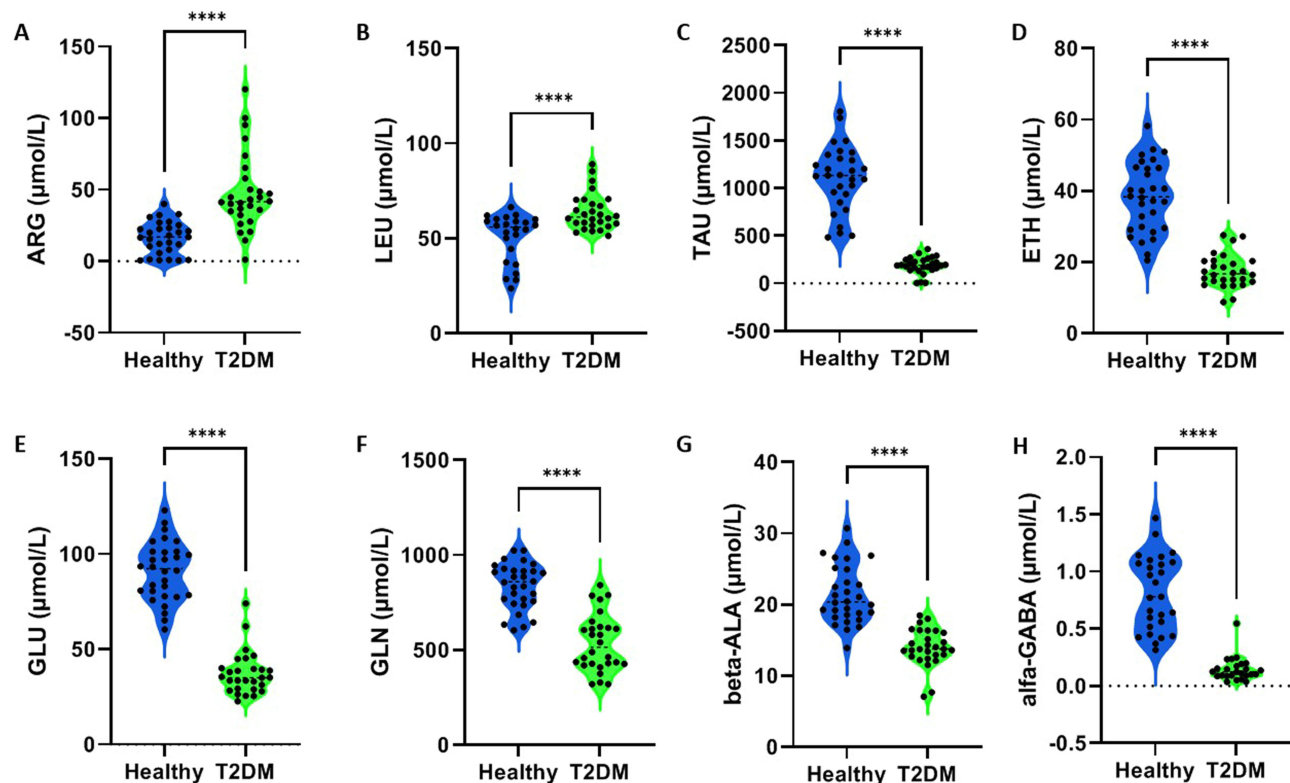 A
ARG (µmol/L)
150
100
50
0
-50
****
Healthy T2DM
B
LEU (µmol/L)
150
100
50
0
****
Healthy T2DM
C
TAU (µmol/L)
2500
2000
1500
1000
500
0
-500
****
Healthy T2DM
D
ETH (µmol/L)
80
60
40
20
0
****
Healthy T2DM
E
GLU (µmol/L)
150
100
50
0
****
Healthy T2DM
F
GLN (µmol/L)
1500
1000
500
0
****
Healthy T2DM
G
beta-ALA (µmol/L)
40
30
20
10
0
****
Healthy T2DM
H
alfa-GABA (µmol/L)
2.0
1.5
1.0
0.5
0.0
-0.5
****
Healthy T2DM